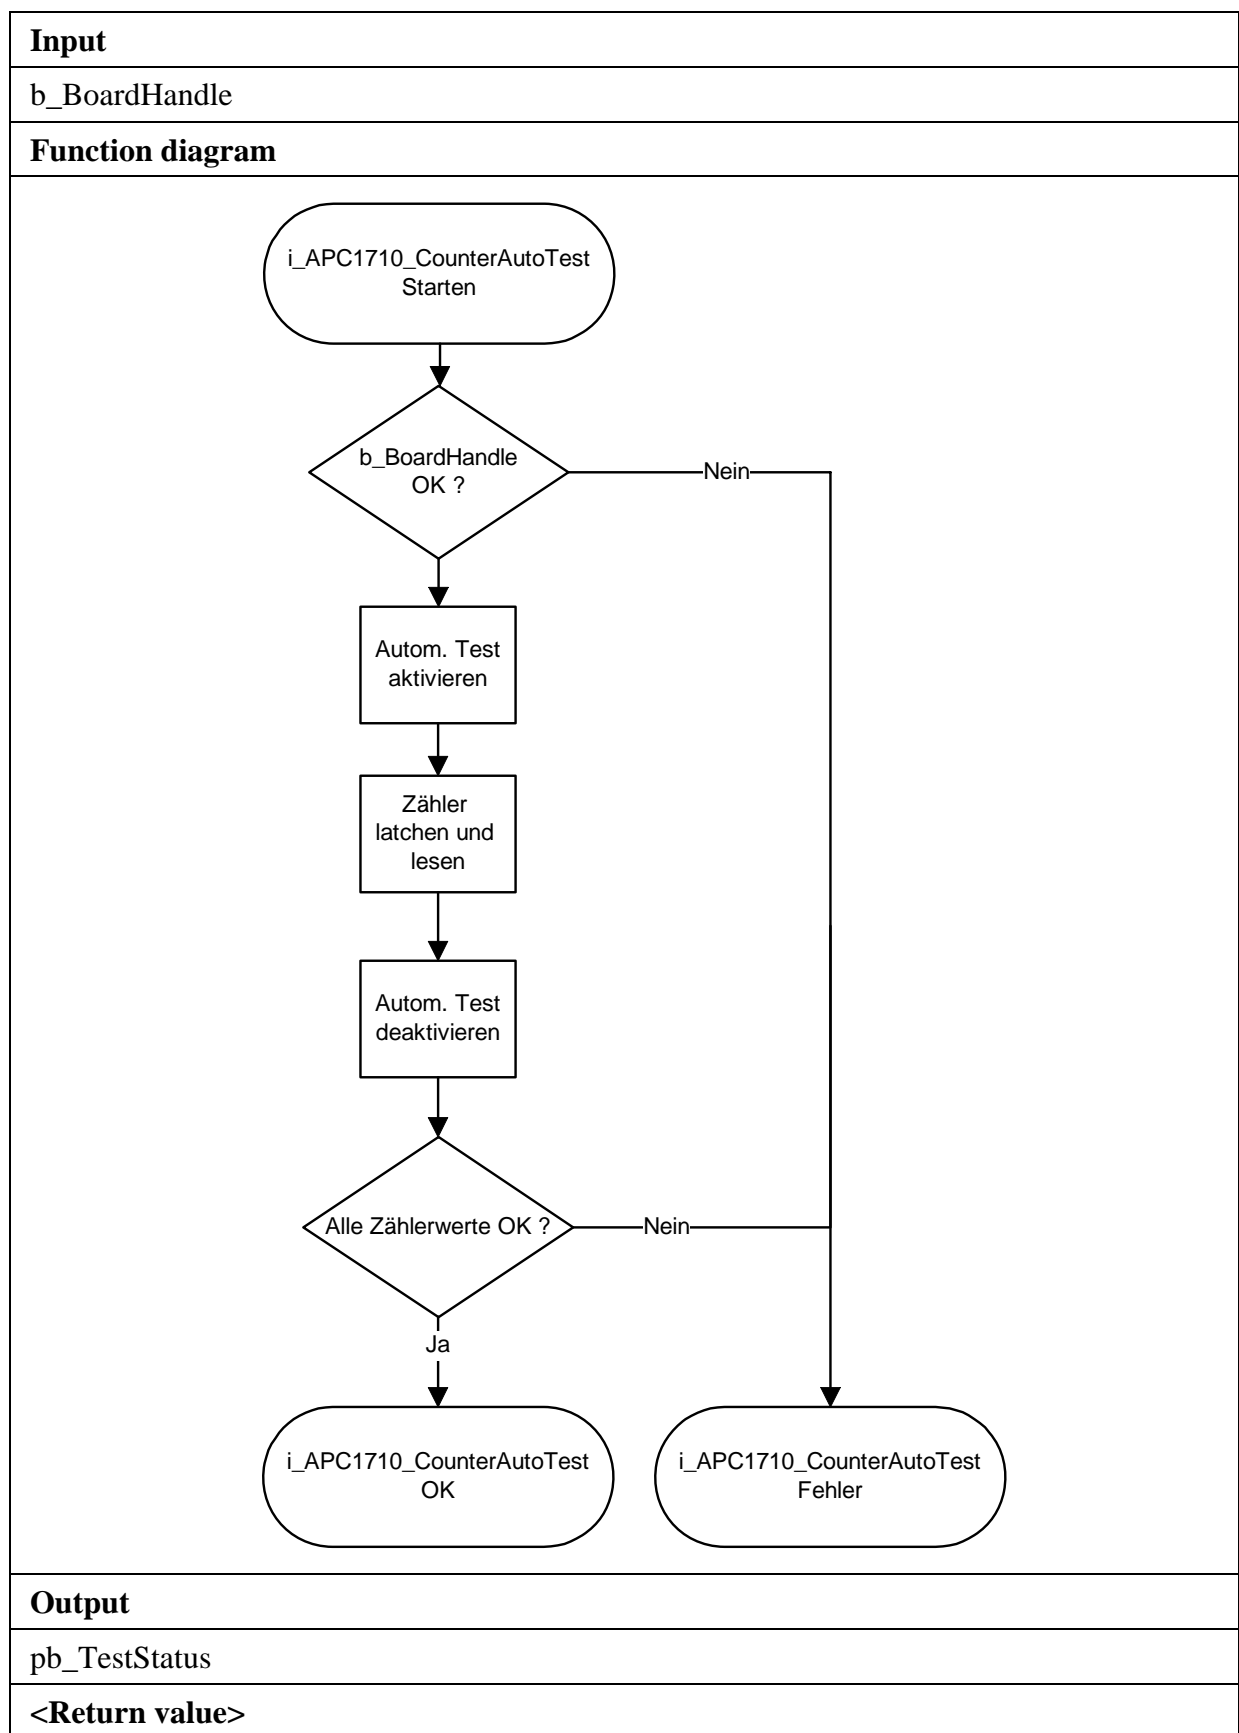 Input
b_BoardHandle
Function diagram
i_APC1710_CounterAutoTest
Starten
b_BoardHandle
OK ?
Nein
Autom. Test
aktivieren
Zähler
latchen und
lesen
Autom. Test
deaktivieren
Alle Zählerwerte OK ?
Nein
Ja
i_APC1710_CounterAutoTest
OK
i_APC1710_CounterAutoTest
Fehler
Output
pb_TestStatus
<Return value>